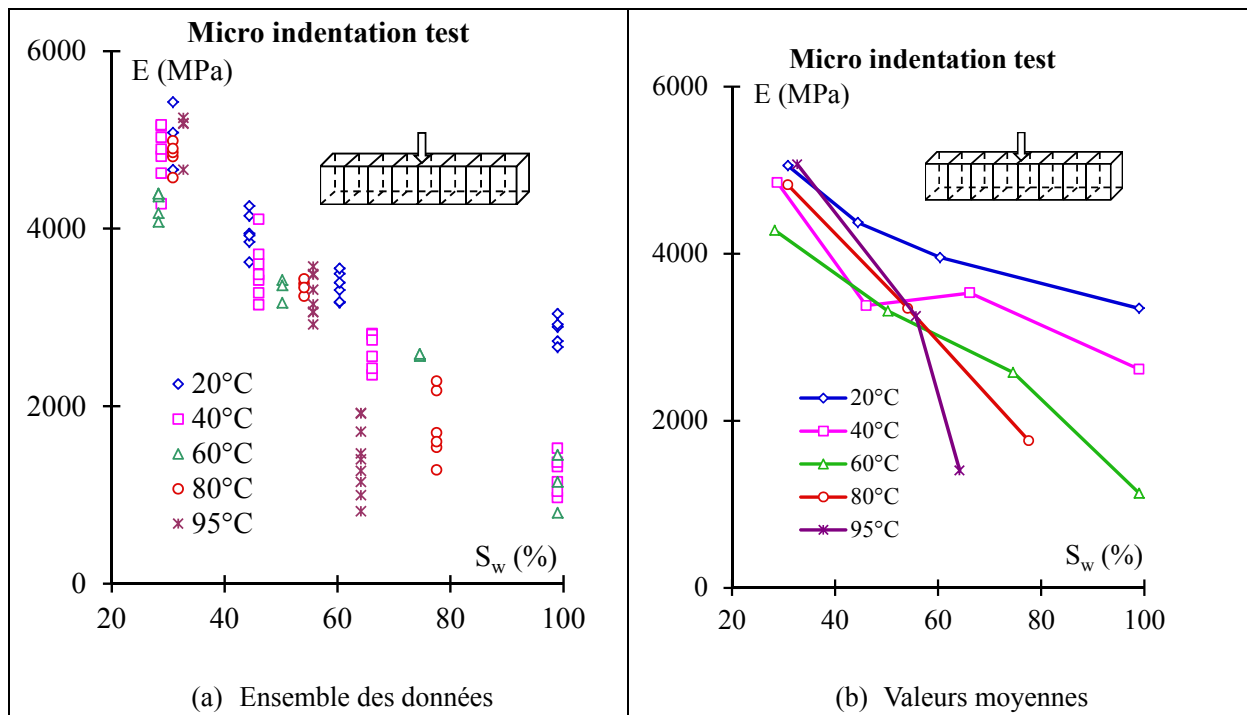 Micro indentation test
E (MPa)
6000
4000
2000
0
20 40 60 80 100
S_w (%)
20°C
40°C
60°C
80°C
95°C
(a) Ensemble des données
Micro indentation test
E (MPa)
6000
4000
2000
0
20 40 60 80 100
S_w (%)
20°C
40°C
60°C
80°C
95°C
(b) Valeurs moyennes